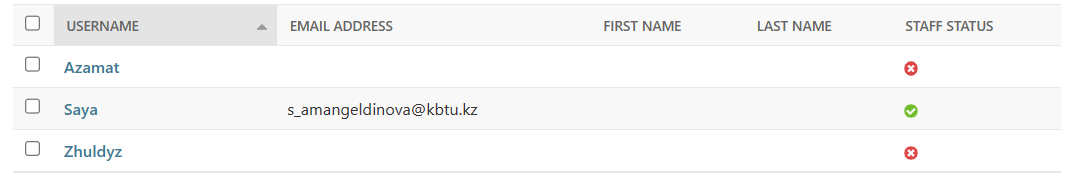 USERNAME EMAIL ADDRESS FIRST NAME LAST NAME STAFF STATUS
Azamat
Saya s_amangeldinova@kbtu.kz
Zhuldyz